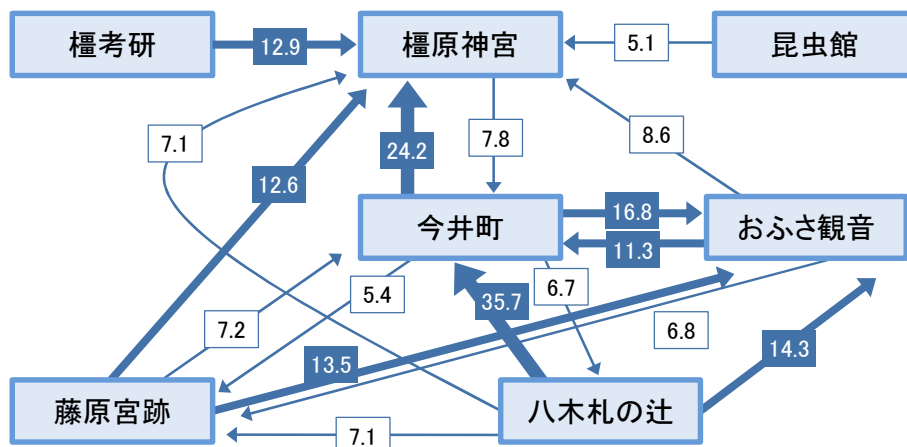 橿考研
12.9
橿原神宮
5.1
昆虫館
7.1
7.8
8.6
24.2
12.6
16.8
今井町
おふさ観音
11.3
5.4
6.7
35.7
7.2
6.8
13.5
14.3
藤原宮跡
八木札の辻
7.1